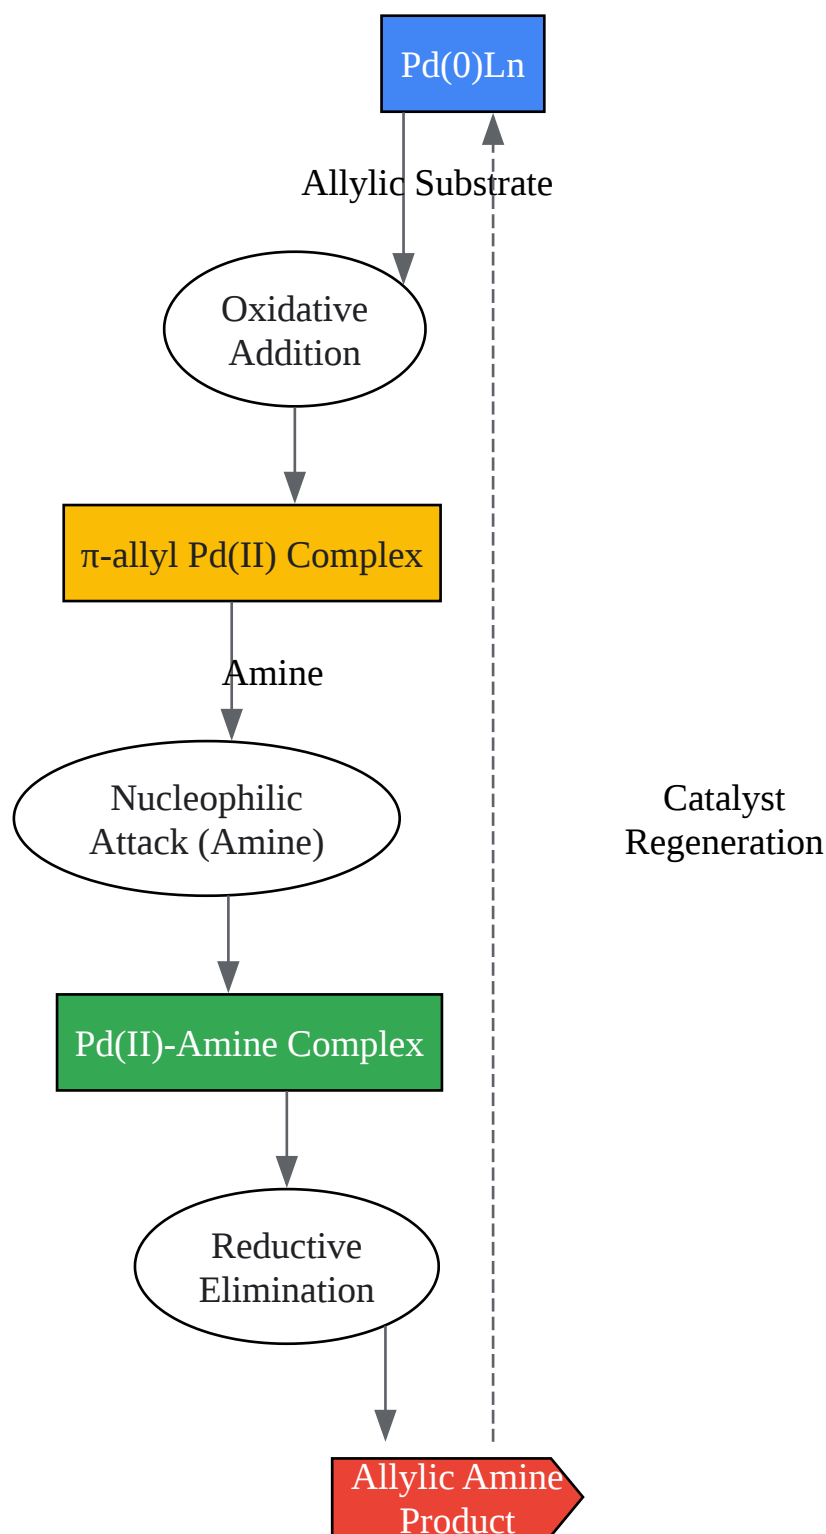 Pd(0)Ln
Allylic Substrate
Oxidative
Addition
π-allyl Pd(II) Complex
Amine
Nucleophilic
Attack (Amine)
Catalyst
Regeneration
Pd(II)-Amine Complex
Reductive
Elimination
Allylic Amine
Product